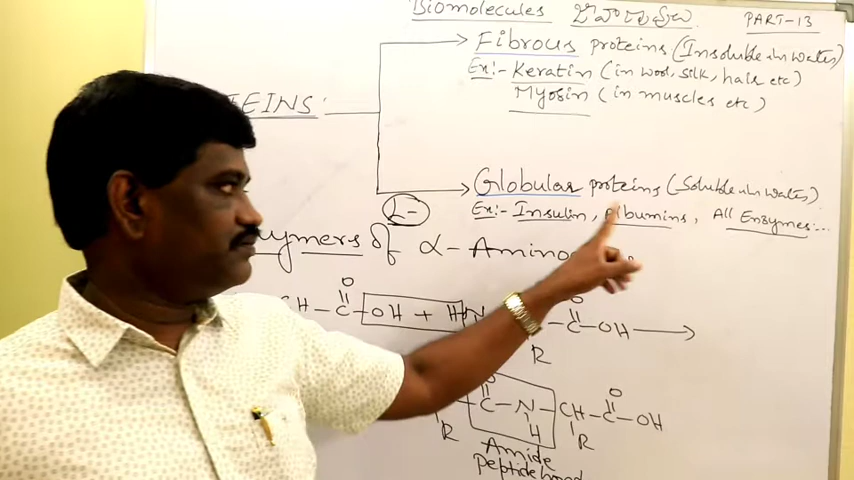 Biomolecules జీవాణువులు PART-13
Fibrous proteins (Insoluble in water)
Ex:- Keratin (in wool, silk, hair etc)
Myosin (in muscles etc)
TEINS:
Globular proteins (Soluble in water)
Ex:- Insulin, Albumins, All Enzymes...
L-
ymers of α-Amino
CH-C-OH + HN
O
C-OH
O
R
C-N-CH-C-OH
O
H
R
R
Amide
Peptide bond